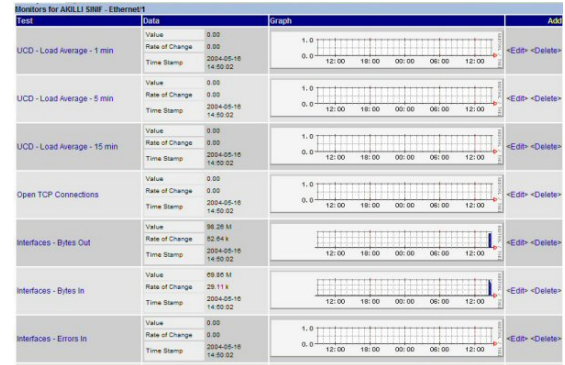 Monitors for AKILLI SINIF - Ethernet/1
Test Data Graph Add
UCD - Load Average - 1 min
Value 0.00
Rate of Change 0.00
Time Stamp 2004-05-16 14:50:02
1.0
0.0
12:00 18:00 00:00 06:00 12:00
<Edit> <Delete>
UCD - Load Average - 5 min
Value 0.00
Rate of Change 0.00
Time Stamp 2004-05-16 14:50:02
1.0
0.0
12:00 18:00 00:00 06:00 12:00
<Edit> <Delete>
UCD - Load Average - 15 min
Value 0.00
Rate of Change 0.00
Time Stamp 2004-05-16 14:50:02
1.0
0.0
12:00 18:00 00:00 06:00 12:00
<Edit> <Delete>
Open TCP Connections
Value 0.00
Rate of Change 0.00
Time Stamp 2004-05-16 14:50:02
1.0
0.0
12:00 18:00 00:00 06:00 12:00
<Edit> <Delete>
Interfaces - Bytes Out
Value 96.26 M
Rate of Change 52.64 k
Time Stamp 2004-05-16 14:50:02
12:00 18:00 00:00 06:00 12:00
<Edit> <Delete>
Interfaces - Bytes In
Value 69.86 M
Rate of Change 29.11 k
Time Stamp 2004-05-16 14:50:02
12:00 18:00 00:00 06:00 12:00
<Edit> <Delete>
Interfaces - Errors In
Value 0.00
Rate of Change 0.00
Time Stamp 2004-05-16 14:50:02
1.0
0.0
12:00 18:00 00:00 06:00 12:00
<Edit> <Delete>